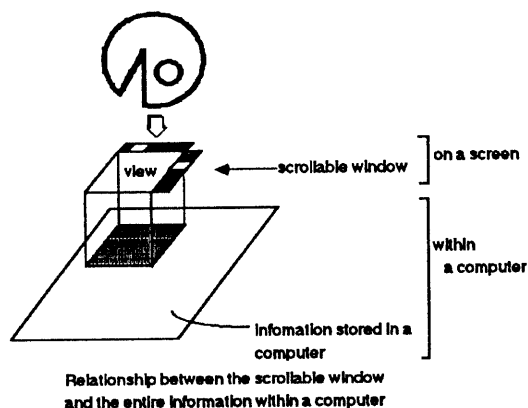 view
scrollable window
on a screen
within
a computer
Infomation stored in a
computer
Relationship between the scrollable window
and the entire information within a computer